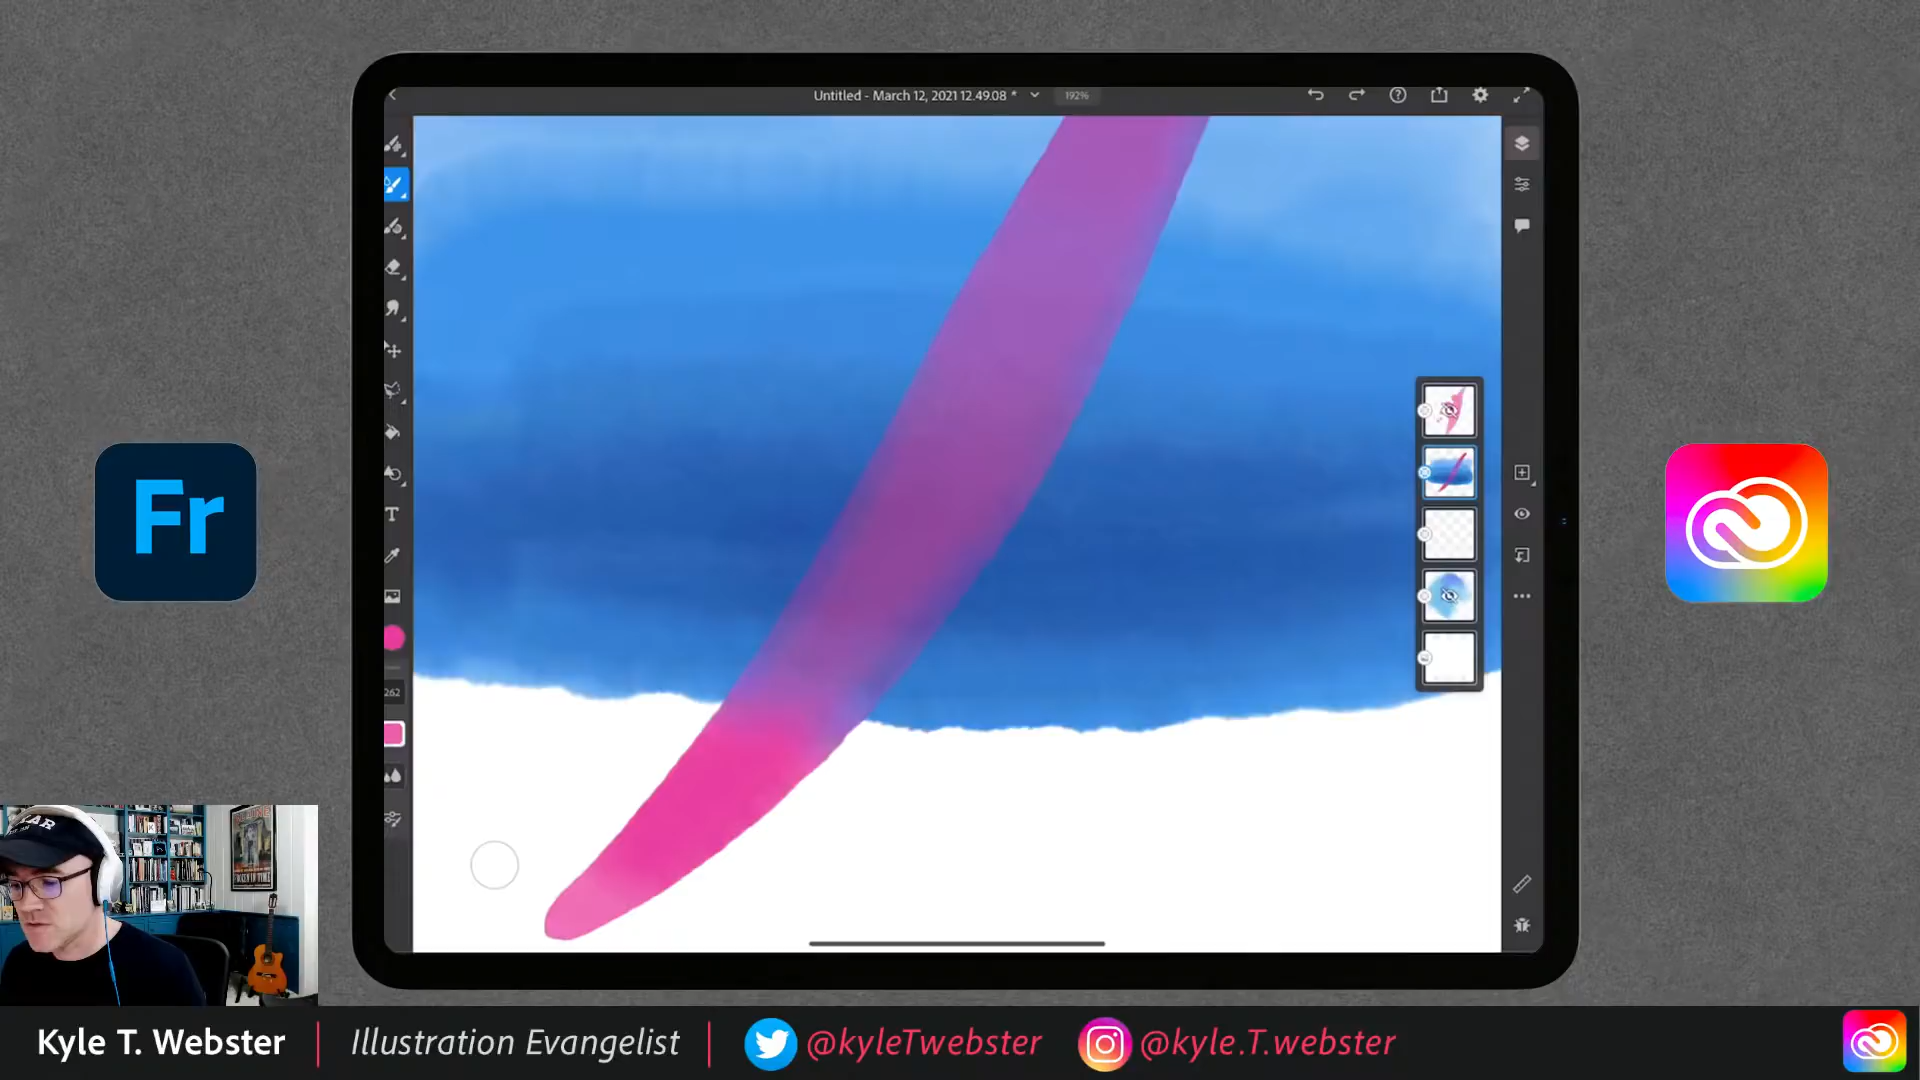 Untitled - March 12, 2021 12.49.08 *
192%
T
262
Fr
Kyle T. Webster | Illustration Evangelist | @kyleTwebster @kyle.T.webster